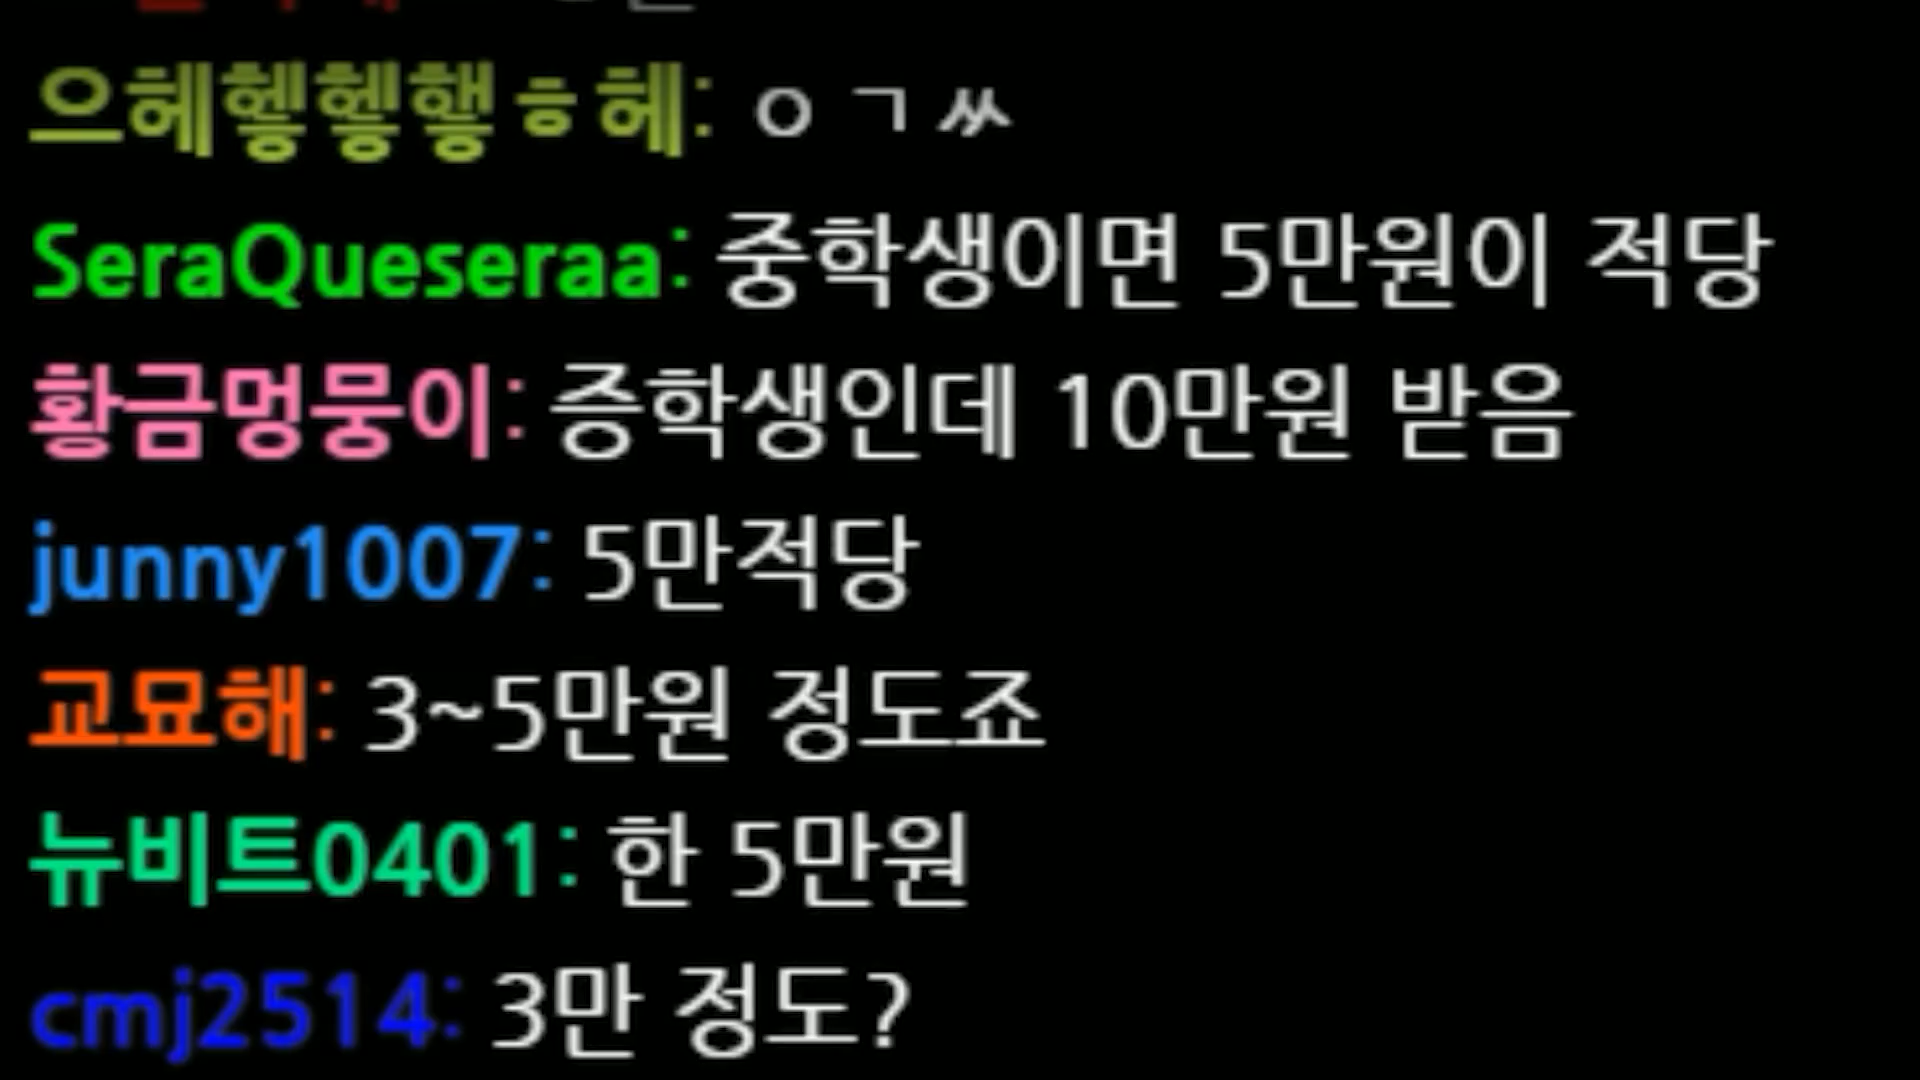 으헤헿헿햏ㅎ헤: ㅇㄱㅆ
SeraQueseraa: 중학생이면 5만원이 적당
황금멍뭉이: 증학생인데 10만원 받음
junny1007: 5만적당
교묘해: 3~5만원 정도죠
뉴비트0401: 한 5만원
cmj2514: 3만 정도?